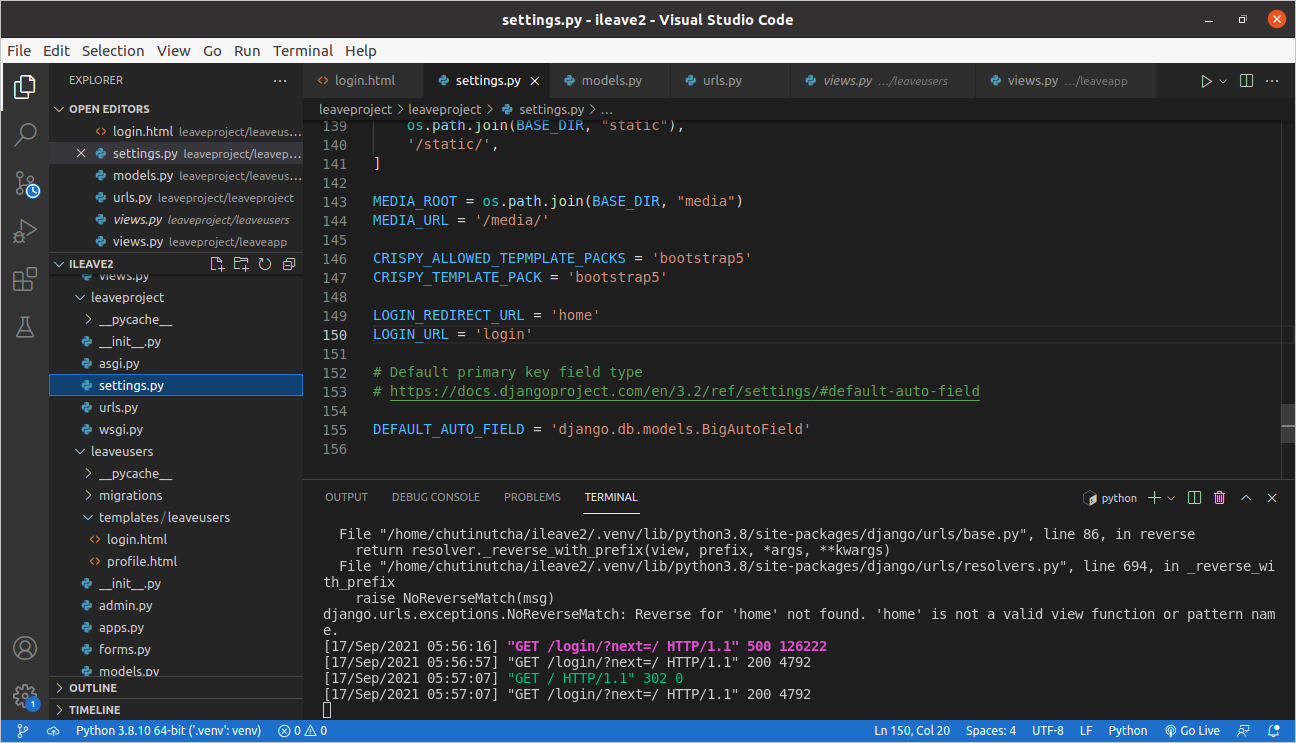 settings.py - ileave2 - Visual Studio Code
File Edit Selection View Go Run Terminal Help
EXPLORER
OPEN EDITORS
login.html leaveproject/leaveus...
settings.py leaveproject/leavep...
models.py leaveproject/leaveus...
urls.py leaveproject/leaveproject
views.py leaveproject/leaveusers
views.py leaveproject/leaveapp
ILEAVE2
views.py
leaveproject
__pycache__
__init__.py
asgi.py
settings.py
urls.py
wsgi.py
leaveusers
__pycache__
migrations
templates/leaveusers
login.html
profile.html
__init__.py
admin.py
apps.py
forms.py
models.py
OUTLINE
TIMELINE
1
login.html settings.py models.py urls.py views.py .../leaveusers views.py .../leaveapp
leaveproject > leaveproject > settings.py > ...
139 os.path.join(BASE_DIR, "static"),
140 '/static/',
141 ]
142
143 MEDIA_ROOT = os.path.join(BASE_DIR, "media")
144 MEDIA_URL = '/media/'
145
146 CRISPY_ALLOWED_TEPMPLATE_PACKS = 'bootstrap5'
147 CRISPY_TEMPLATE_PACK = 'bootstrap5'
148
149 LOGIN_REDIRECT_URL = 'home'
150 LOGIN_URL = 'login'
151
152 # Default primary key field type
153 # https://docs.djangoproject.com/en/3.2/ref/settings/#default-auto-field
154
155 DEFAULT_AUTO_FIELD = 'django.db.models.BigAutoField'
156
OUTPUT DEBUG CONSOLE PROBLEMS TERMINAL python
File "/home/chutinutcha/ileave2/.venv/lib/python3.8/site-packages/django/urls/base.py", line 86, in reverse
return resolver._reverse_with_prefix(view, prefix, *args, **kwargs)
File "/home/chutinutcha/ileave2/.venv/lib/python3.8/site-packages/django/urls/resolvers.py", line 694, in _reverse_wi
th_prefix
raise NoReverseMatch(msg)
django.urls.exceptions.NoReverseMatch: Reverse for 'home' not found. 'home' is not a valid view function or pattern nam
e.
[17/Sep/2021 05:56:16] "GET /login/?next=/ HTTP/1.1" 500 126222
[17/Sep/2021 05:56:57] "GET /login/?next=/ HTTP/1.1" 200 4792
[17/Sep/2021 05:57:07] "GET / HTTP/1.1" 302 0
[17/Sep/2021 05:57:07] "GET /login/?next=/ HTTP/1.1" 200 4792
Python 3.8.10 64-bit ('.venv': venv) 0 0 Ln 150, Col 20 Spaces: 4 UTF-8 LF Python Go Live